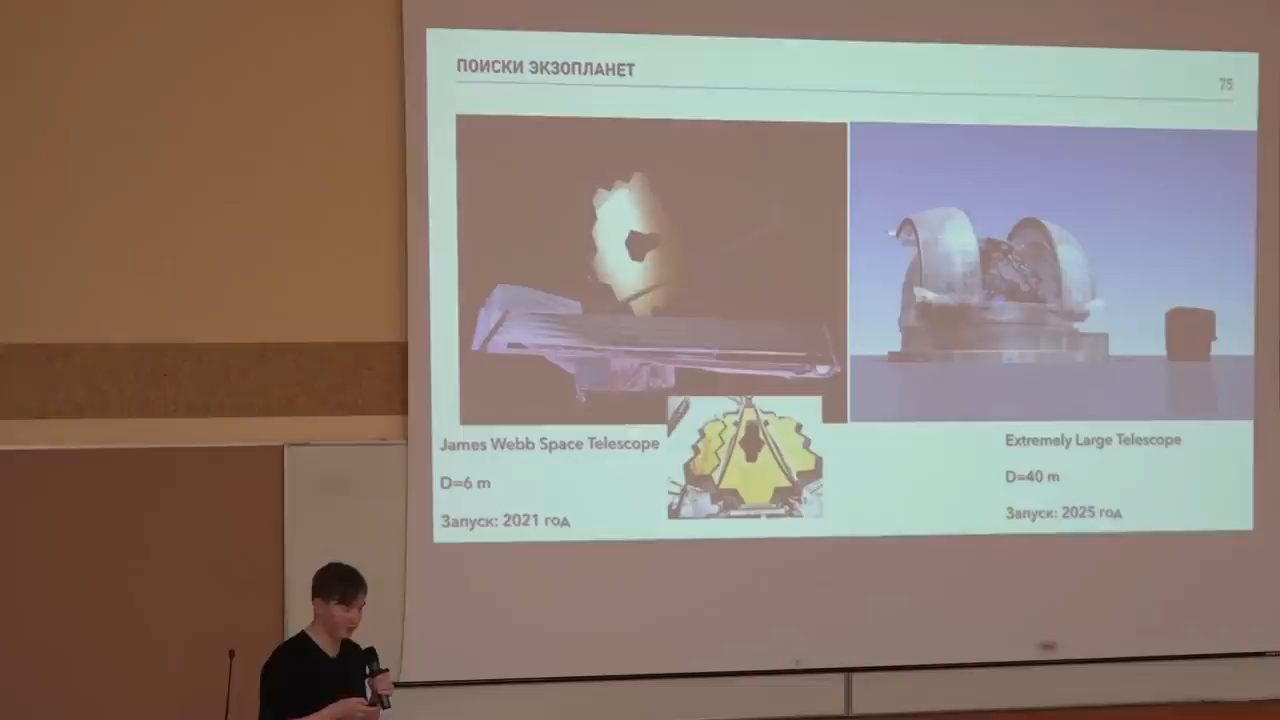 ПОИСКИ ЭКЗОПЛАНЕТ
75
James Webb Space Telescope
D=6 m
Запуск: 2021 год
Extremely Large Telescope
D=40 m
Запуск: 2025 год